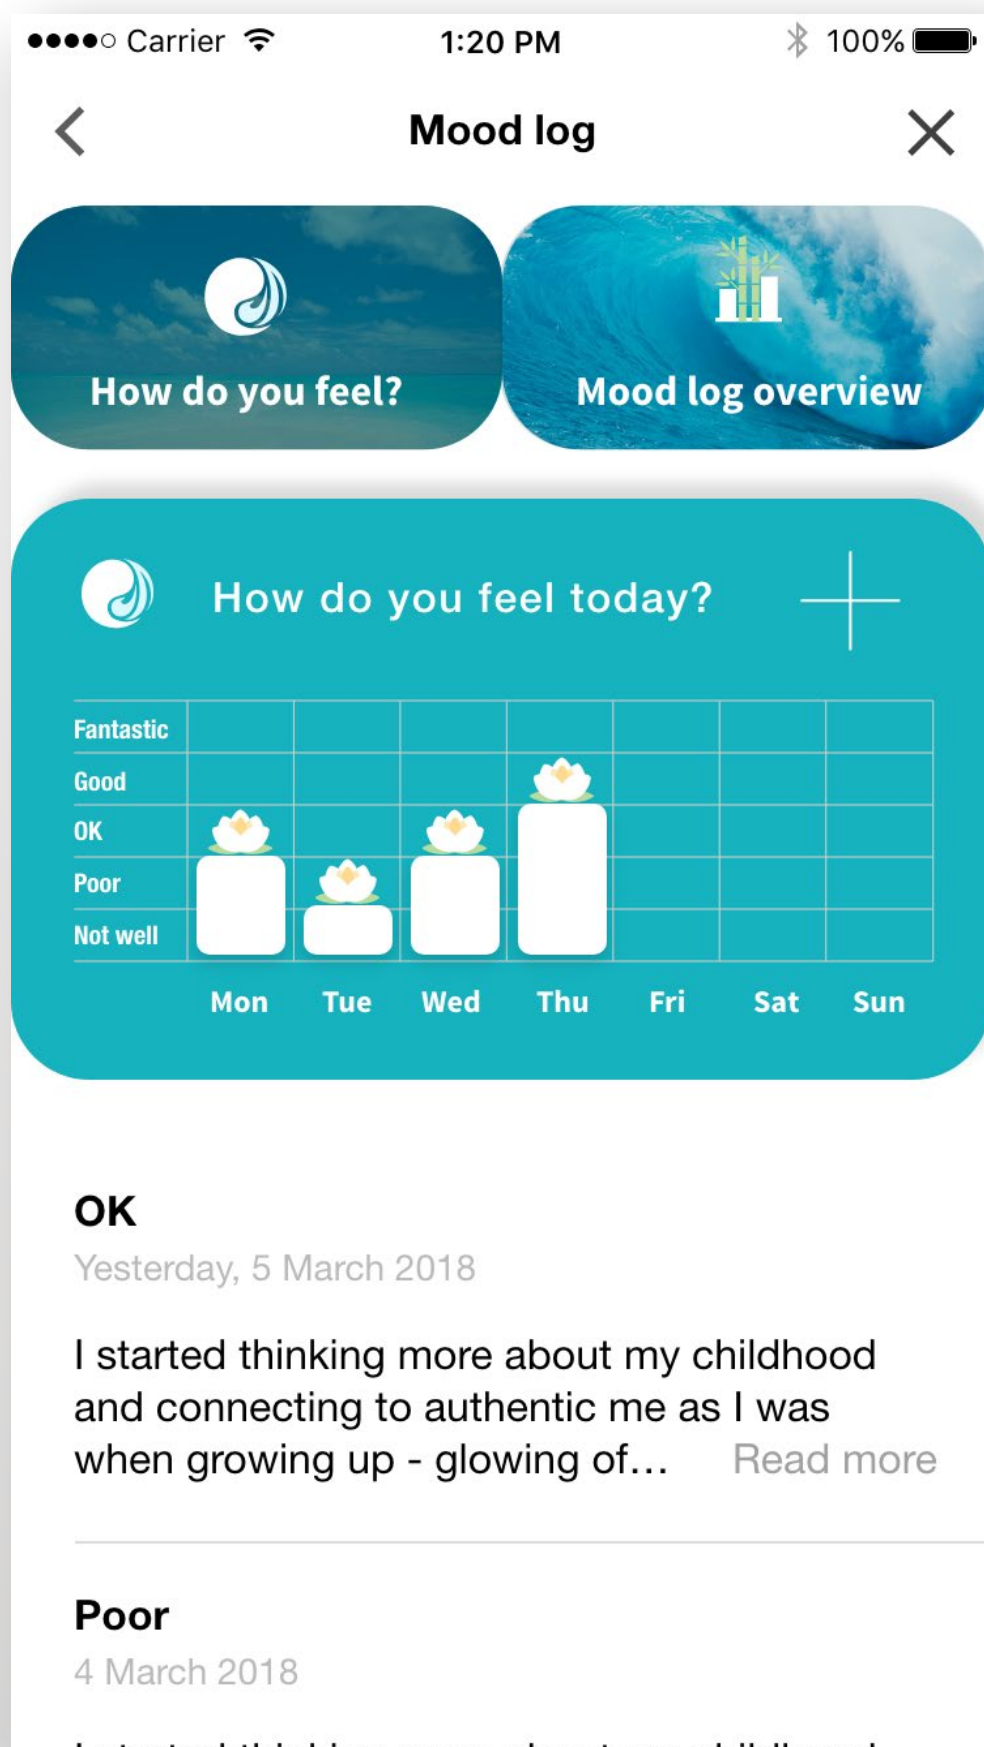 Carrier 1:20 PM 100%
Mood log
How do you feel? Mood log overview
How do you feel today?
Fantastic
Good
OK
Poor
Not well
Mon Tue Wed Thu Fri Sat Sun
OK
Yesterday, 5 March 2018
I started thinking more about my childhood
and connecting to authentic me as I was
when growing up - glowing of... Read more
Poor
4 March 2018